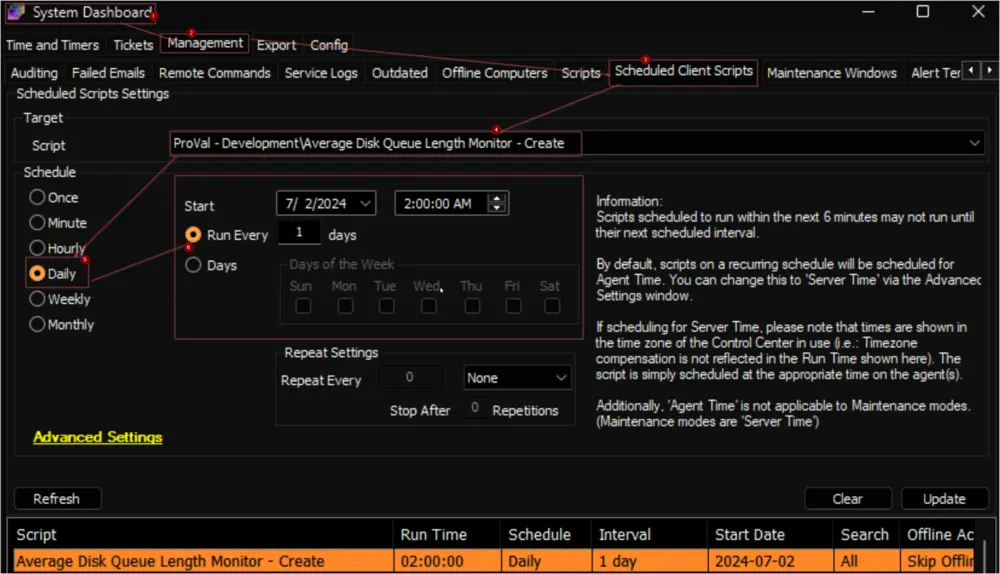 System Dashboard 1
2
Time and Timers Tickets Management Export Config
3
Auditing Failed Emails Remote Commands Service Logs Outdated Offline Computers Scripts Scheduled Client Scripts Maintenance Windows Alert Ter
Scheduled Scripts Settings
Target
4
Script ProVal - Development\Average Disk Queue Length Monitor - Create
Schedule
Once
Minute
Hourly
5
Daily
Weekly
Monthly
Start 7/ 2/2024 2:00:00 AM
Run Every 1 days
6
Days
Days of the Week
Sun Mon Tue Wed Thu Fri Sat
Repeat Settings
Repeat Every 0 None
Stop After 0 Repetitions
Information:
Scripts scheduled to run within the next 6 minutes may not run until
their next scheduled interval.
By default, scripts on a recurring schedule will be scheduled for
Agent Time. You can change this to 'Server Time' via the Advanced
Settings window.
If scheduling for Server Time, please note that times are shown in
the time zone of the Control Center in use (i.e.: Timezone
compensation is not reflected in the Run Time shown here). The
script is simply scheduled at the appropriate time on the agent(s).
Additionally, 'Agent Time' is not applicable to Maintenance modes.
(Maintenance modes are 'Server Time')
Advanced Settings
Refresh Clear Update
Script Run Time Schedule Interval Start Date Search Offline Ac
Average Disk Queue Length Monitor - Create 02:00:00 Daily 1 day 2024-07-02 All Skip Offlin